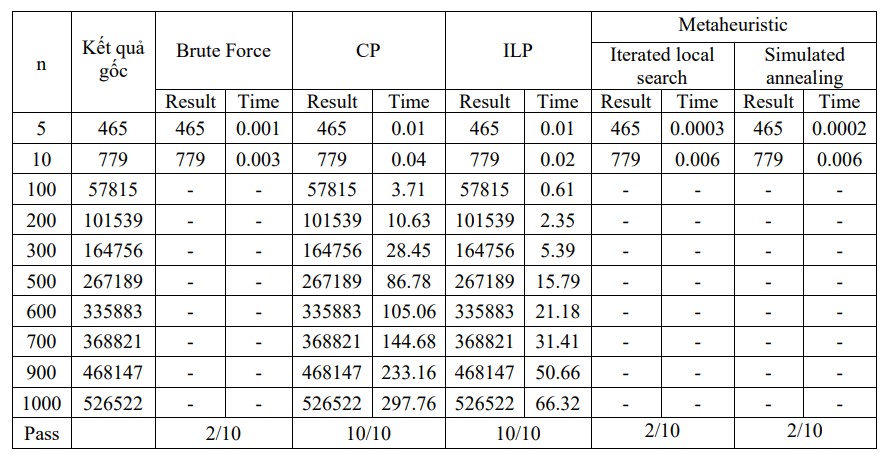 n Kết quả gốc Brute Force CP ILP Metaheuristic
Iterated local search Simulated annealing
Result Time Result Time Result Time Result Time Result Time
5 465 465 0.001 465 0.01 465 0.01 465 0.0003 465 0.0002
10 779 779 0.003 779 0.04 779 0.02 779 0.006 779 0.006
100 57815 - - 57815 3.71 57815 0.61 - - - -
200 101539 - - 101539 10.63 101539 2.35 - - - -
300 164756 - - 164756 28.45 164756 5.39 - - - -
500 267189 - - 267189 86.78 267189 15.79 - - - -
600 335883 - - 335883 105.06 335883 21.18 - - - -
700 368821 - - 368821 144.68 368821 31.41 - - - -
900 468147 - - 468147 233.16 468147 50.66 - - - -
1000 526522 - - 526522 297.76 526522 66.32 - - - -
Pass 2/10 10/10 10/10 2/10 2/10